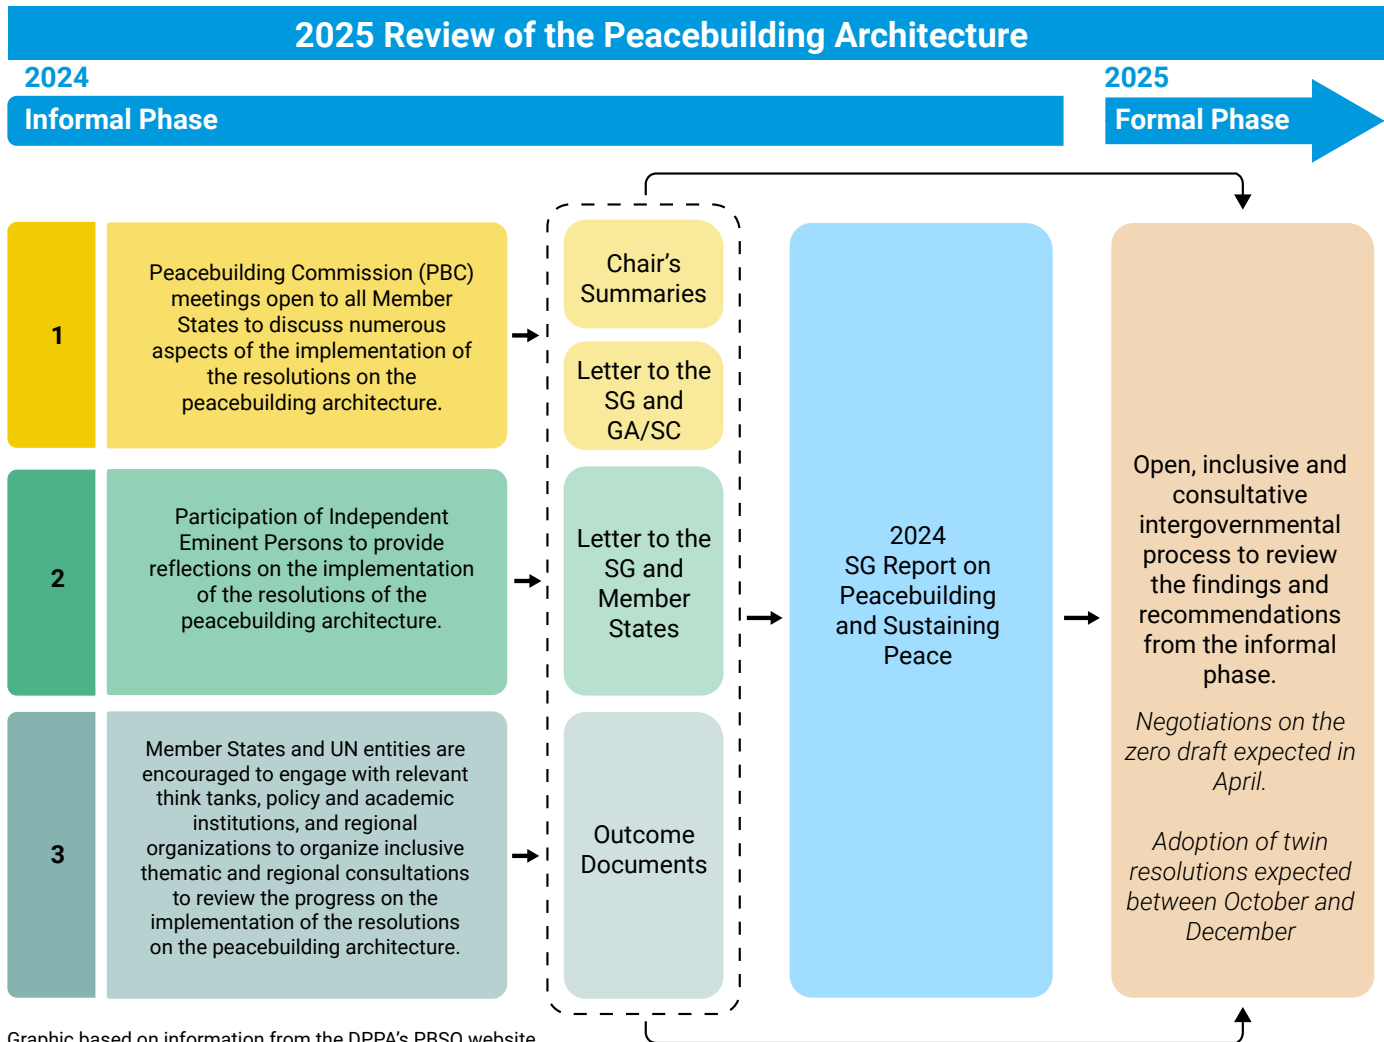 2025 Review of the Peacebuilding Architecture
2024
2025
Informal Phase
Formal Phase
1
Peacebuilding Commission (PBC)
meetings open to all Member
States to discuss numerous
aspects of the implementation of
the resolutions on the
peacebuilding architecture.
Chair's
Summaries
Letter to the
SG and
GA/SC
2
Participation of Independent
Eminent Persons to provide
reflections on the implementation
of the resolutions of the
peacebuilding architecture.
Letter to the
SG and
Member
States
3
Member States and UN entities are
encouraged to engage with relevant
think tanks, policy and academic
institutions, and regional
organizations to organize inclusive
thematic and regional consultations
to review the progress on the
implementation of the resolutions
on the peacebuilding architecture.
Outcome
Documents
2024
SG Report on
Peacebuilding
and Sustaining
Peace
Open, inclusive and
consultative
intergovernmental
process to review
the findings and
recommendations
from the informal
phase.
Negotiations on the
zero draft expected in
April.
Adoption of twin
resolutions expected
between October and
December
Graphic based on information from the DPPA's PBSO website